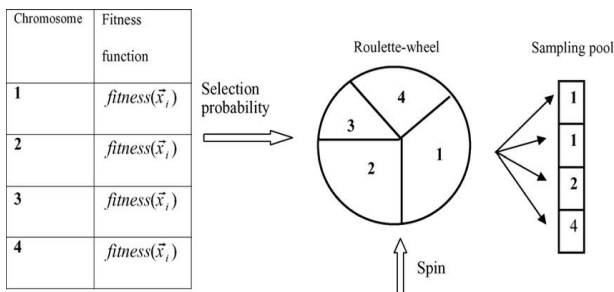 Chromosome Fitness
function
1 fitness(x⃗ᵢ)
2 fitness(x⃗ᵢ)
3 fitness(x⃗ᵢ)
4 fitness(x⃗ᵢ)
Selection
probability
Roulette-wheel
4
3
2
1
Spin
Sampling pool
1
1
2
4